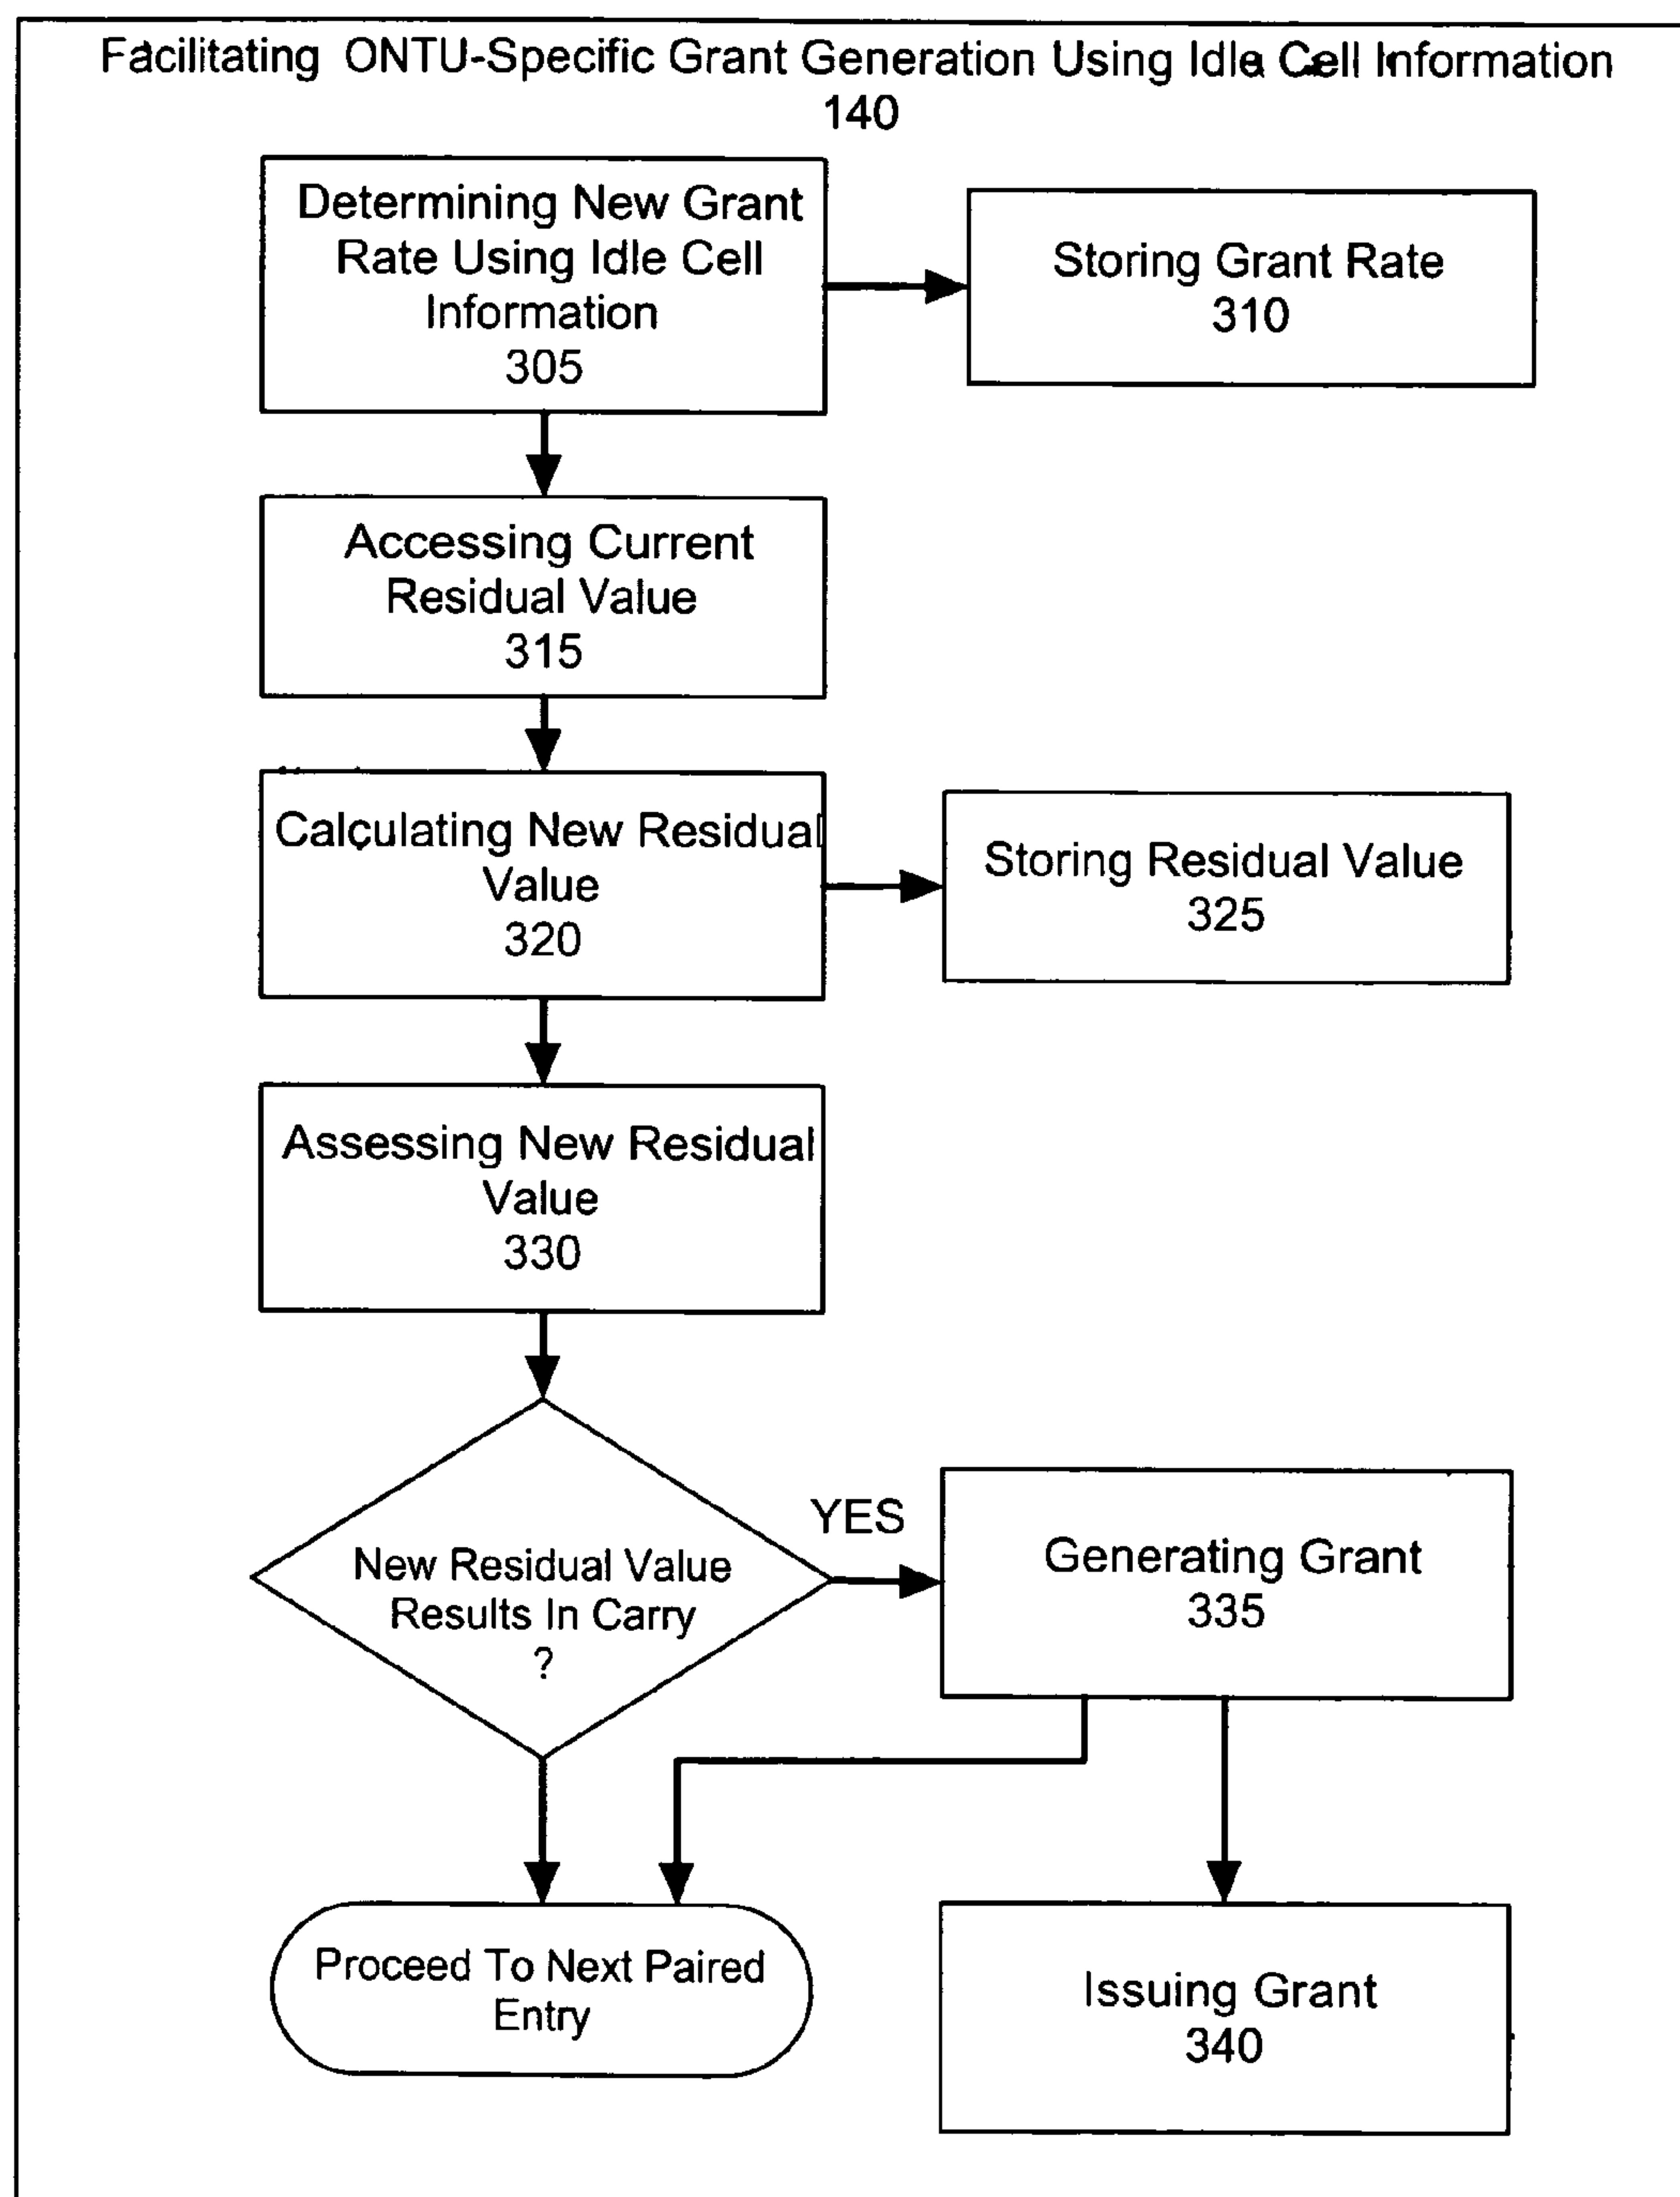 Facilitating ONTU-Specific Grant Generation Using Idle Cell Information
140
Determining New Grant
Rate Using Idle Cell
Information
305
Storing Grant Rate
310
Accessing Current
Residual Value
315
Calculating New Residual
Value
320
Storing Residual Value
325
Assessing New Residual
Value
330
New Residual Value
Results In Carry
?
YES
Generating Grant
335
Proceed To Next Paired
Entry
Issuing Grant
340